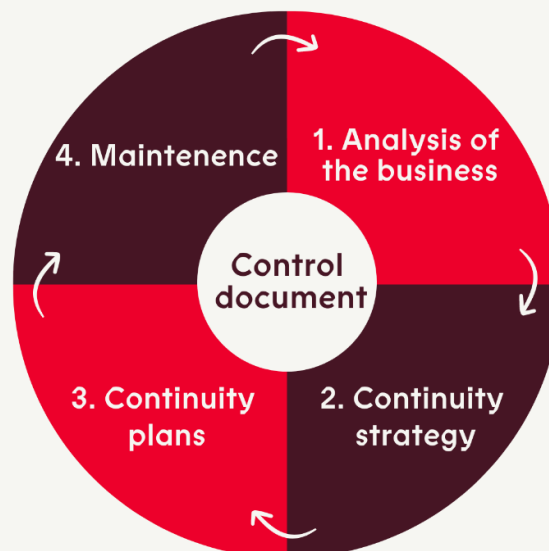 1. Analysis of
the business
2. Continuity
strategy
3. Continuity
plans
4. Maintenence
Control
document